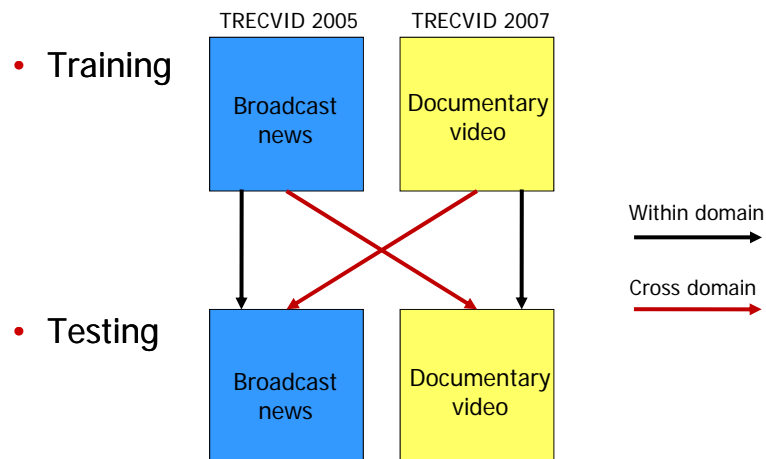 TRECVID 2005 TRECVID 2007
• Training
Broadcast
news
Documentary
video
Within domain
Cross domain
• Testing
Broadcast
news
Documentary
video